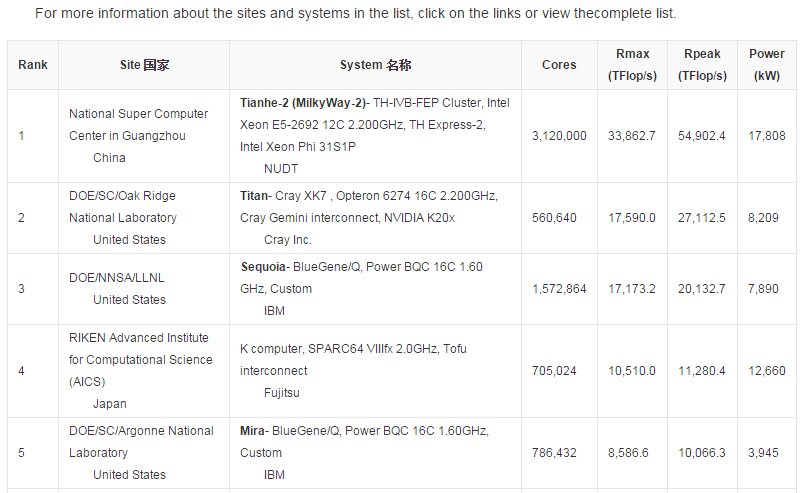 For more information about the sites and systems in the list, click on the links or view thecomplete list.
Rank
Site 国家
System 名称
Cores
Rmax
(TFlop/s)
Rpeak
(TFlop/s)
Power
(kW)
1
National Super Computer
Center in Guangzhou
China
Tianhe-2 (MilkyWay-2)- TH-IVB-FEP Cluster, Intel
Xeon E5-2692 12C 2.200GHz, TH Express-2,
Intel Xeon Phi 31S1P
NUDT
3,120,000
33,862.7
54,902.4
17,808
2
DOE/SC/Oak Ridge
National Laboratory
United States
Titan- Cray XK7 , Opteron 6274 16C 2.200GHz,
Cray Gemini interconnect, NVIDIA K20x
Cray Inc.
560,640
17,590.0
27,112.5
8,209
3
DOE/NNSA/LLNL
United States
Sequoia- BlueGene/Q, Power BQC 16C 1.60
GHz, Custom
IBM
1,572,864
17,173.2
20,132.7
7,890
4
RIKEN Advanced Institute
for Computational Science
(AICS)
Japan
K computer, SPARC64 VIIIfx 2.0GHz, Tofu
interconnect
Fujitsu
705,024
10,510.0
11,280.4
12,660
5
DOE/SC/Argonne National
Laboratory
United States
Mira- BlueGene/Q, Power BQC 16C 1.60GHz,
Custom
IBM
786,432
8,586.6
10,066.3
3,945